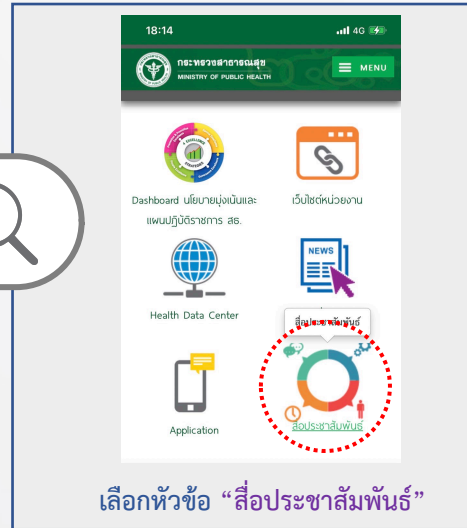 18:14
4G
กระทรวงสาธารณสุข
MINISTRY OF PUBLIC HEALTH
MENU
Dashboard นโยบายมุ่งเน้นและ
แผนปฏิบัติราชการ สธ.
เว็บไซต์หน่วยงาน
Health Data Center
NEWS
สื่อประชาสัมพันธ์
Application
สื่อประชาสัมพันธ์
เลือกหัวข้อ “สื่อประชาสัมพันธ์”